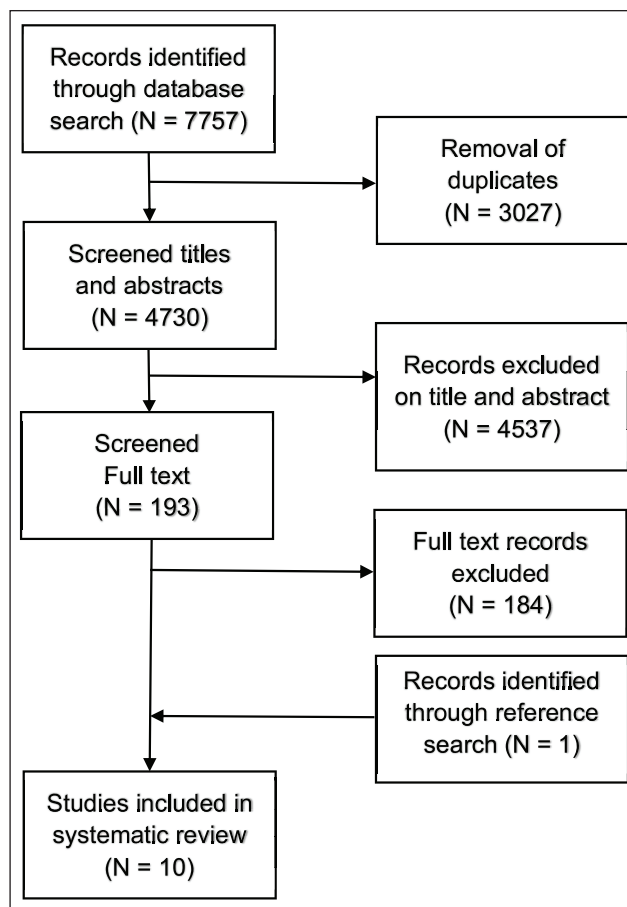 Records identified
through database
search (N = 7757)
Removal of
duplicates
(N = 3027)
Screened titles
and abstracts
(N = 4730)
Records excluded
on title and abstract
N = 4537)
Screened
Full text
(N = 193)
Full text records
excluded
(N = 184)
Records identified
through reference
search (N = 1)
Studies included in
systematic review
(N = 10)